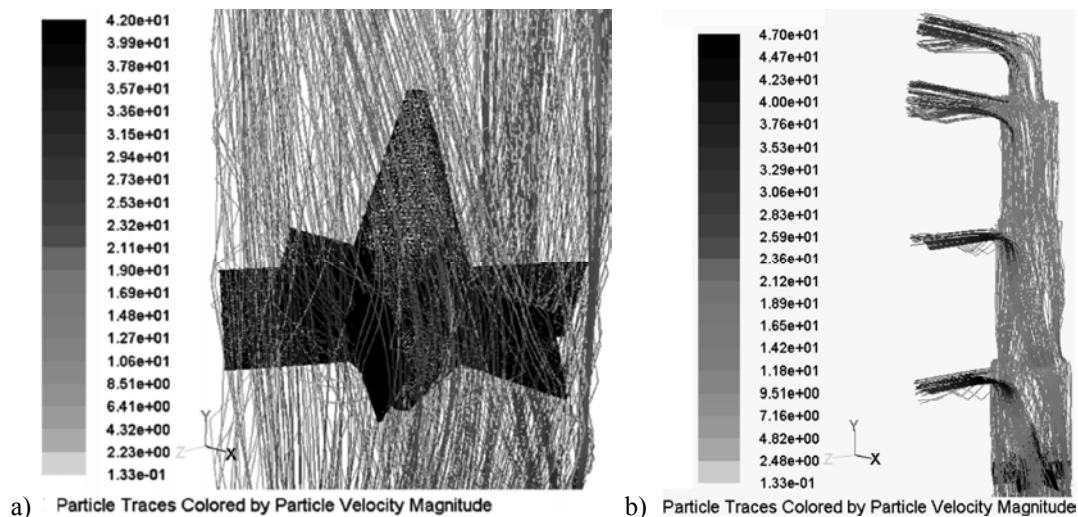 4.20e+01
3.99e+01
3.78e+01
3.57e+01
3.36e+01
3.15e+01
2.94e+01
2.73e+01
2.53e+01
2.32e+01
2.11e+01
1.90e+01
1.69e+01
1.48e+01
1.27e+01
1.06e+01
8.51e+00
6.41e+00
4.32e+00
2.23e+00
1.33e-01
Y
Z
X
a) Particle Traces Colored by Particle Velocity Magnitude
4.70e+01
4.47e+01
4.23e+01
4.00e+01
3.76e+01
3.53e+01
3.29e+01
3.06e+01
2.83e+01
2.59e+01
2.36e+01
2.12e+01
1.89e+01
1.65e+01
1.42e+01
1.18e+01
9.51e+00
7.16e+00
4.82e+00
2.48e+00
1.33e-01
Y
Z
X
b) Particle Traces Colored by Particle Velocity Magnitude